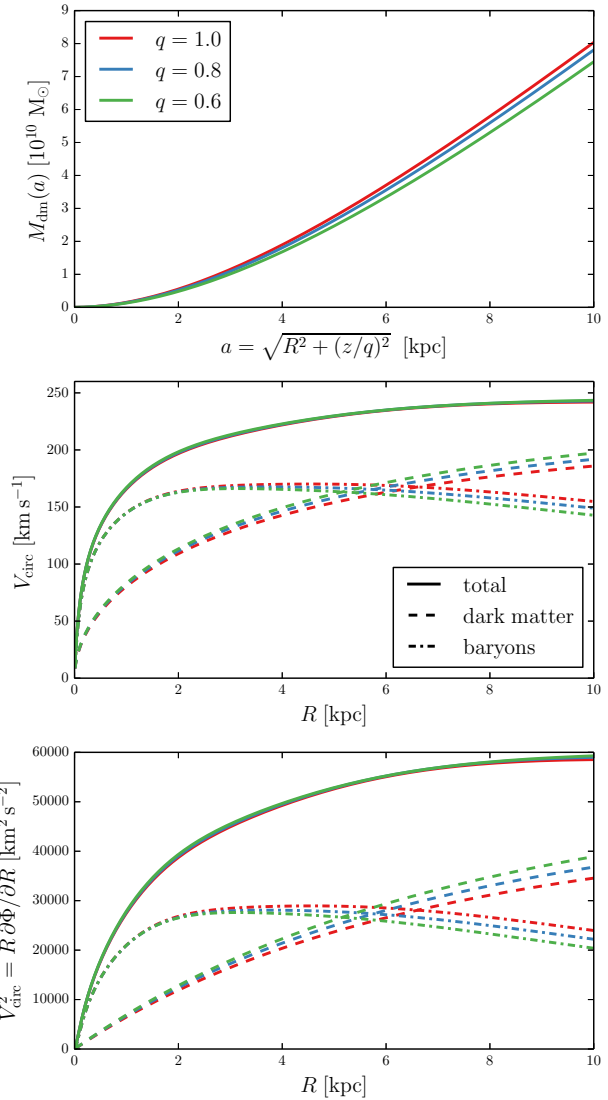 9
8
7
6
5
4
3
2
1
0
M_dm(a) [10^10 M_⊙]
q = 1.0
q = 0.8
q = 0.6
0 2 4 6 8 10
a = √(R² + (z/q)²) [kpc]
250
200
150
100
50
0
V_circ [km s⁻¹]
total
dark matter
baryons
0 2 4 6 8 10
R [kpc]
60000
50000
40000
30000
20000
10000
0
V²_circ = R ∂Φ/∂R [km² s⁻²]
0 2 4 6 8 10
R [kpc]